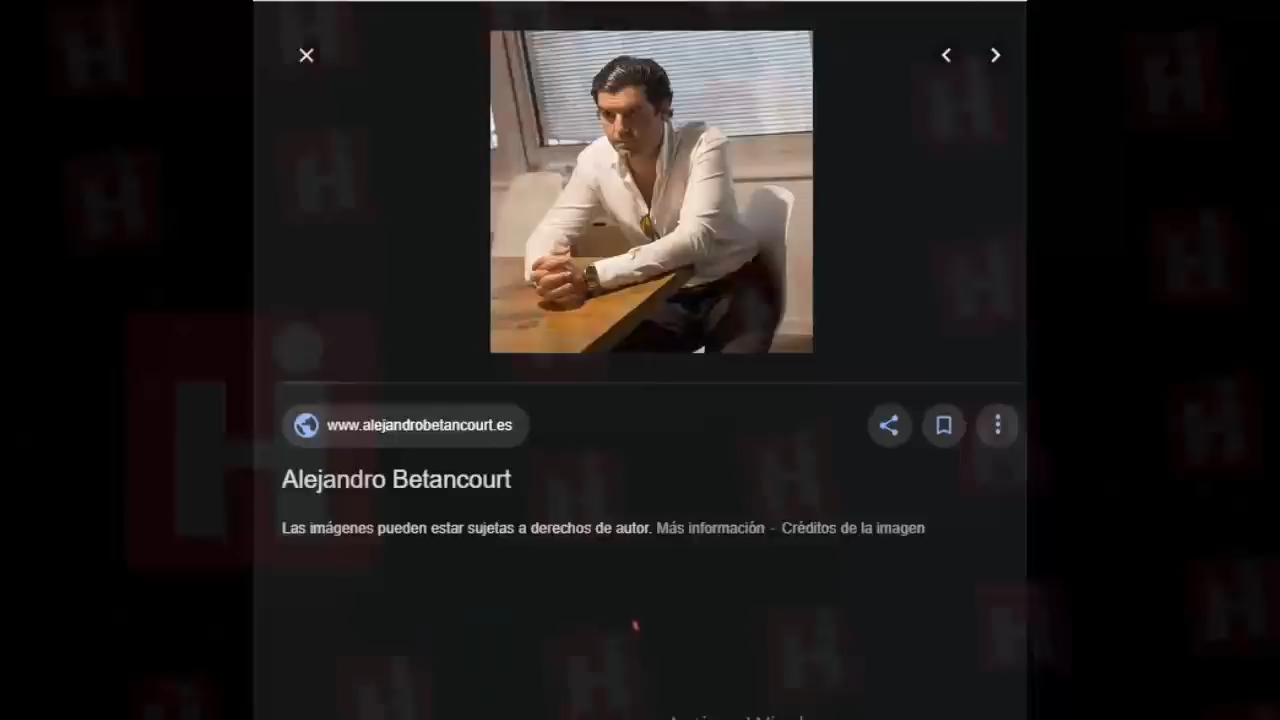 www.alejandrobetancourt.es
Alejandro Betancourt
Las imágenes pueden estar sujetas a derechos de autor. Más información - Créditos de la imagen